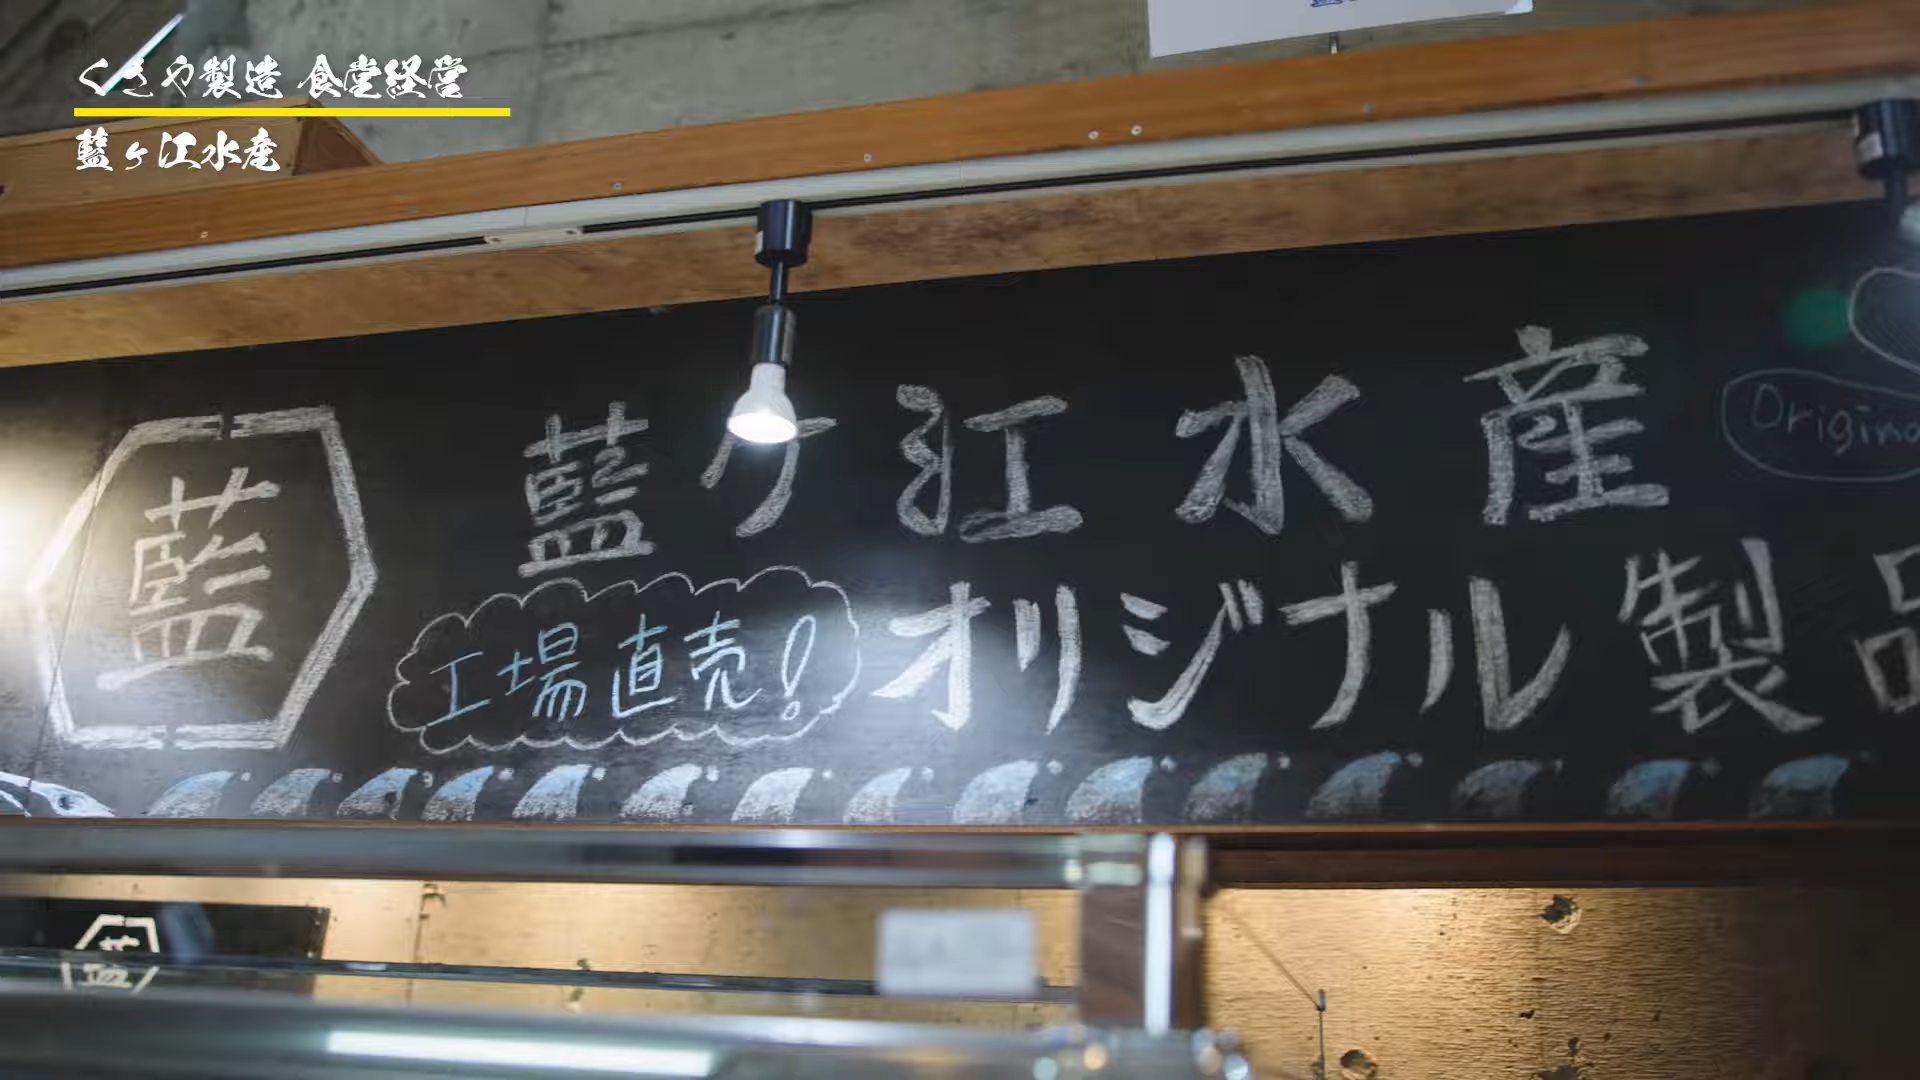 くさや製造 食堂経営
藍ヶ江水産
藍
藍ヶ江水産
Origina
工場直売!
オリジナル製品
藍